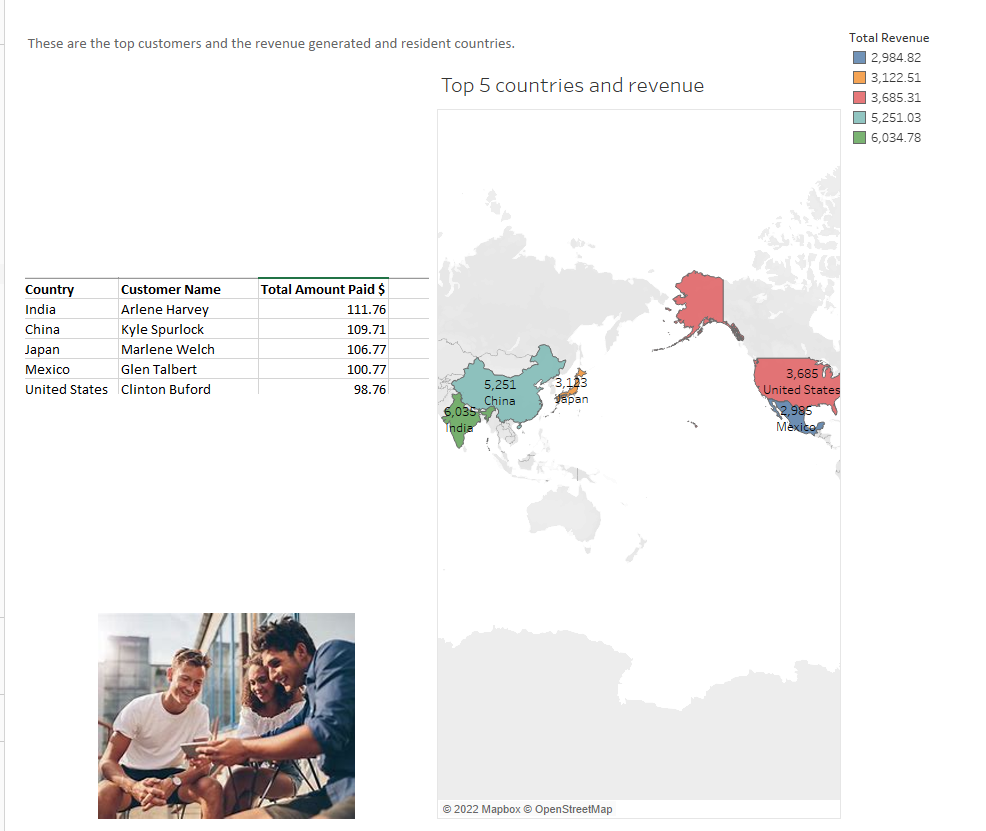 These are the top customers and the revenue generated and resident countries.
Total Revenue
2,984.82
3,122.51
3,685.31
5,251.03
6,034.78
Top 5 countries and revenue
Country Customer Name Total Amount Paid $
India Arlene Harvey 111.76
China Kyle Spurlock 109.71
Japan Marlene Welch 106.77
Mexico Glen Talbert 100.77
United States Clinton Buford 98.76
5,251
China
3,123
Japan
6,035
India
3,685
United States
2,985
Mexico
© 2022 Mapbox © OpenStreetMap